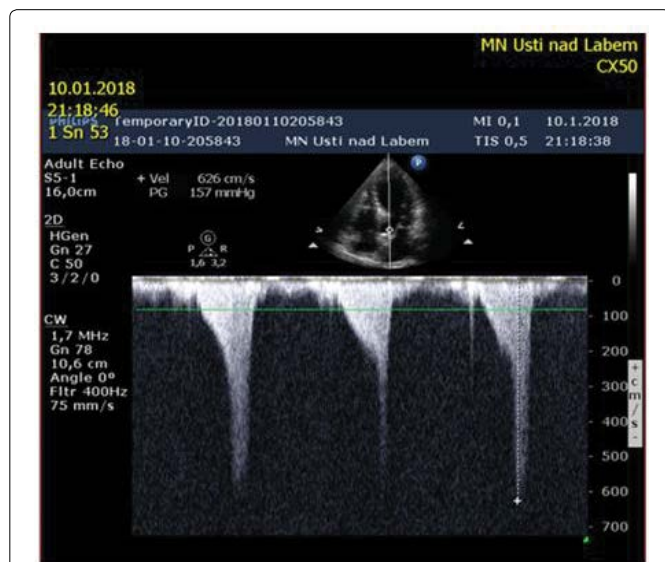 MN Usti nad Labem
CX50
10.01.2018
21:18:46
1 Sn 53
PHILIPS TemporaryID-20180110205843 MI 0,1 10.1.2018
18-01-10-205843 MN Usti nad Labem TIS 0,5 21:18:38
Adult Echo
S5-1
16,0cm
+ Vel 626 cm/s
PG 157 mmHg
P
2D
HGen
Gn 27
C 50
3/2/0
G
P R
1,6 3,2
CW
1,7 MHz
Gn 78
10,6 cm
Angle 0°
Fltr 400Hz
75 mm/s
0
100
200
300
400
500
600
700
+
c
m
/
s
-